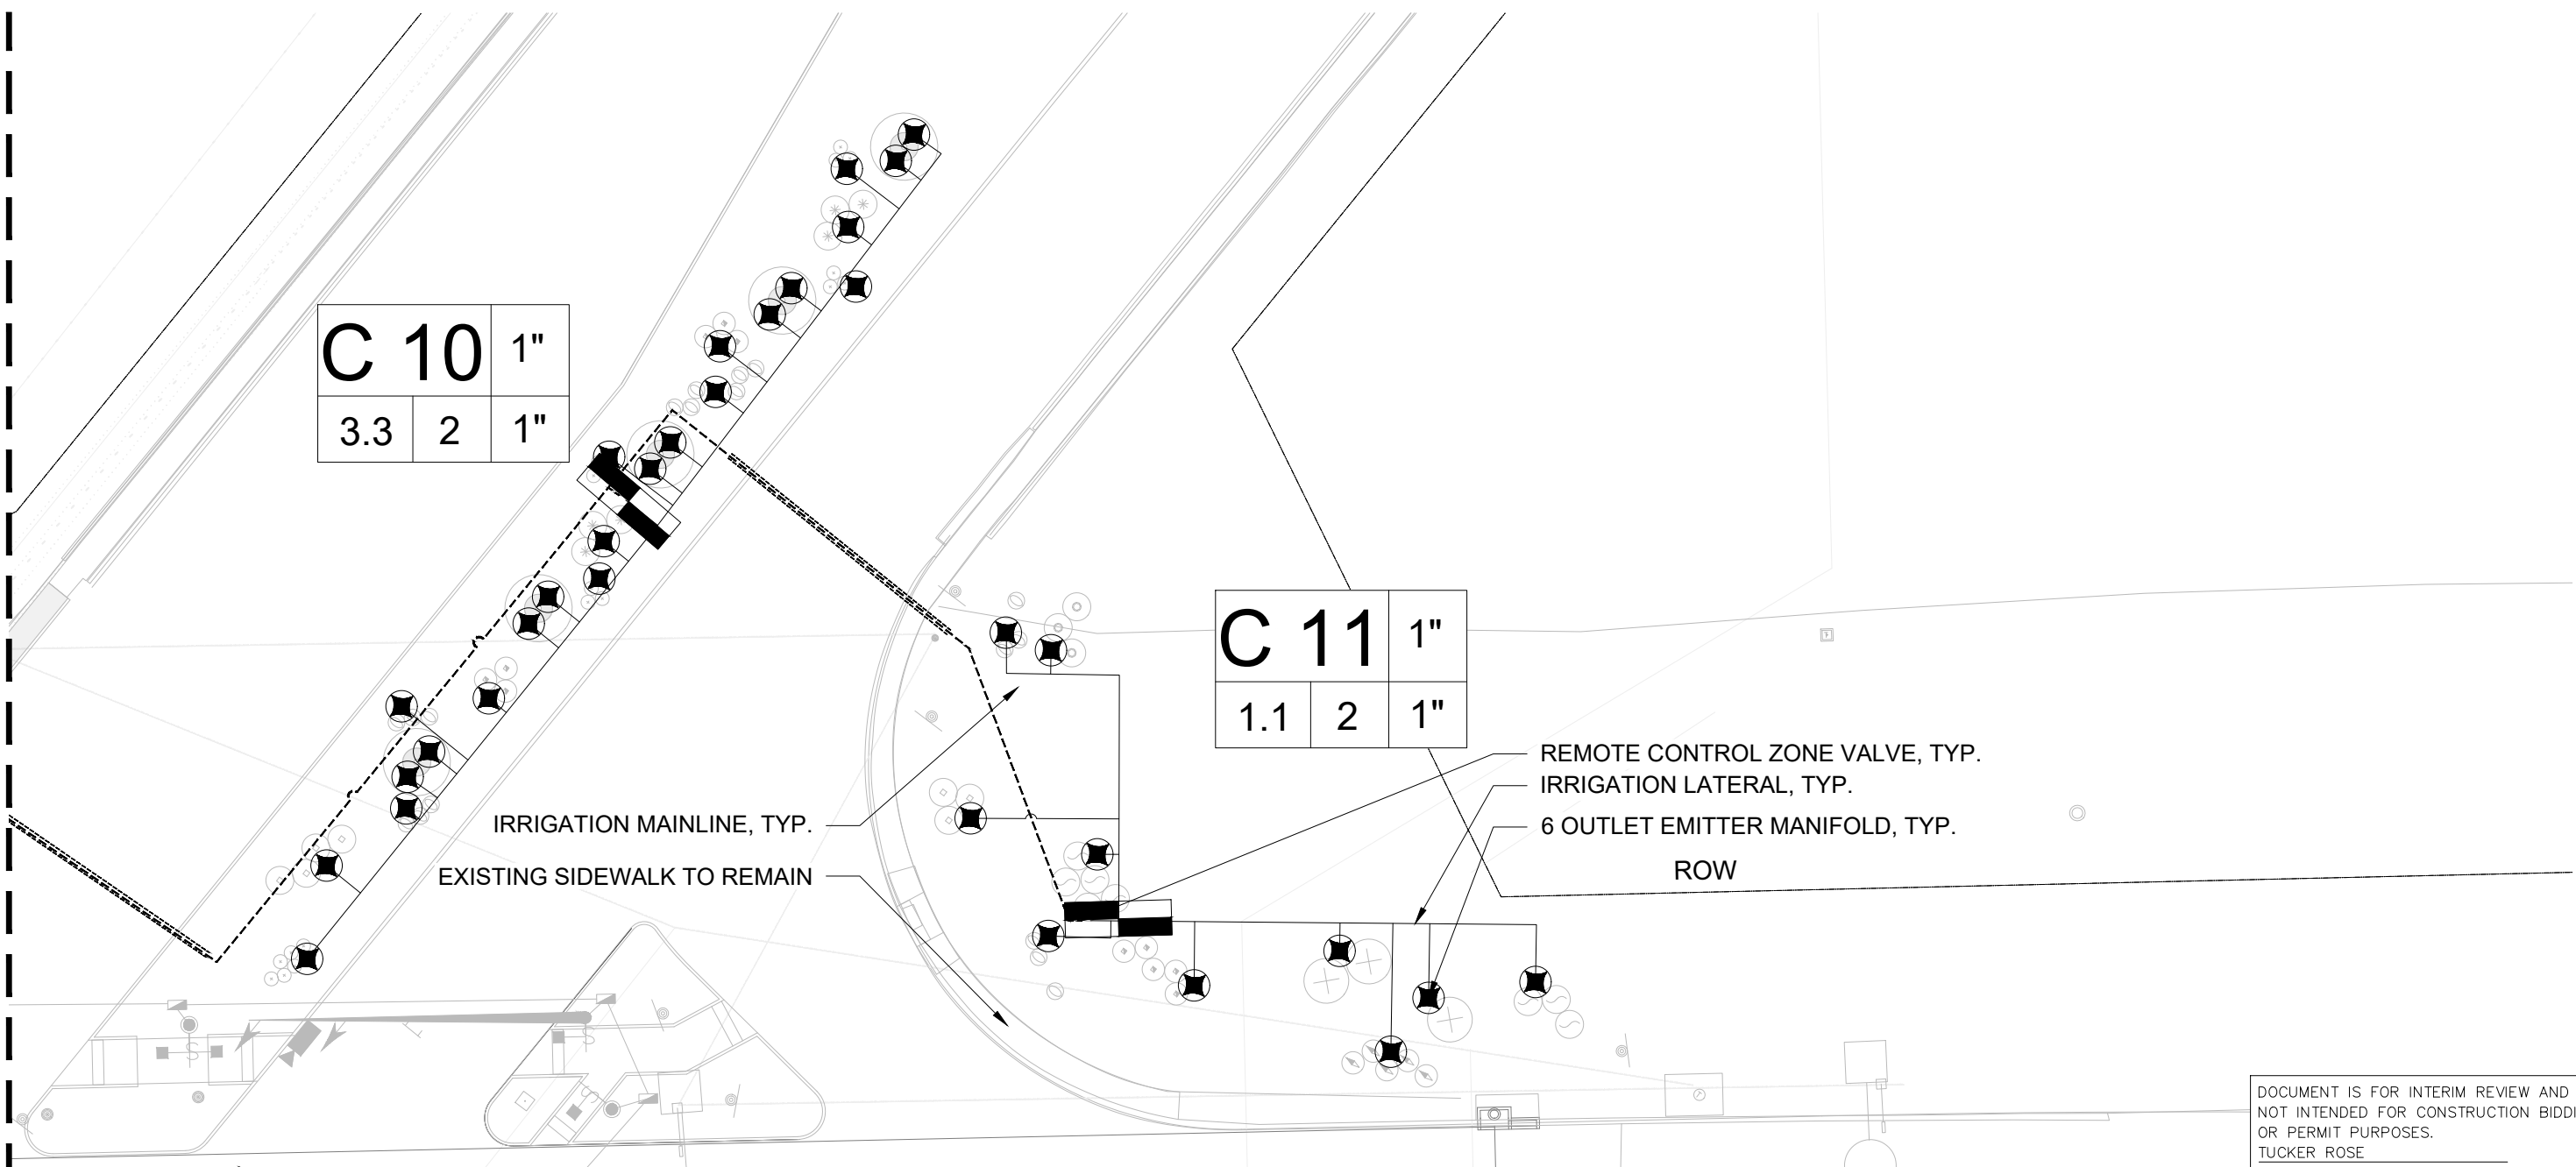 C 10 1"
3.3 2 1"
C 11 1"
1.1 2 1"
REMOTE CONTROL ZONE VALVE, TYP.
IRRIGATION LATERAL, TYP.
IRRIGATION MAINLINE, TYP.
6 OUTLET EMITTER MANIFOLD, TYP.
EXISTING SIDEWALK TO REMAIN
ROW
DOCUMENT IS FOR INTERIM REVIEW AND
NOT INTENDED FOR CONSTRUCTION BIDDI
OR PERMIT PURPOSES.
TUCKER ROSE